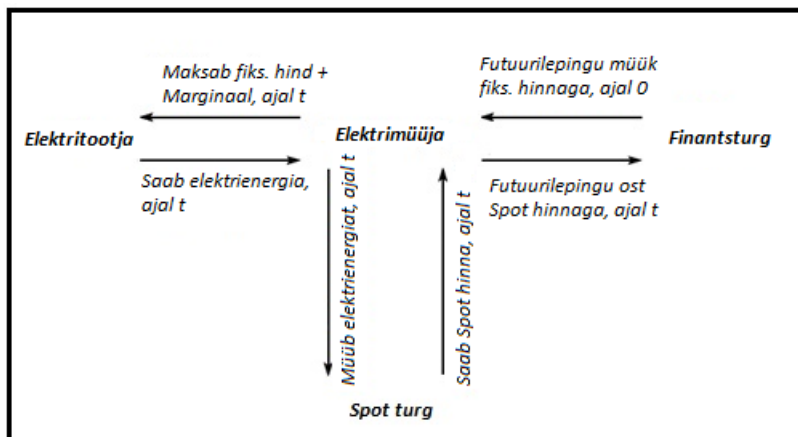 Maksab fiks. hind +
Marginaal, ajal t
Futuurilepingu müük
fiks. hinnaga, ajal 0
Elektritootja
Elektrimüüja
Finantsturg
Saab elektrienergia,
ajal t
Futuurilepingu ost
Spot hinnaga, ajal t
Müüb elektrienergiat, ajal t
Saab Spot hinna, ajal t
Spot turg